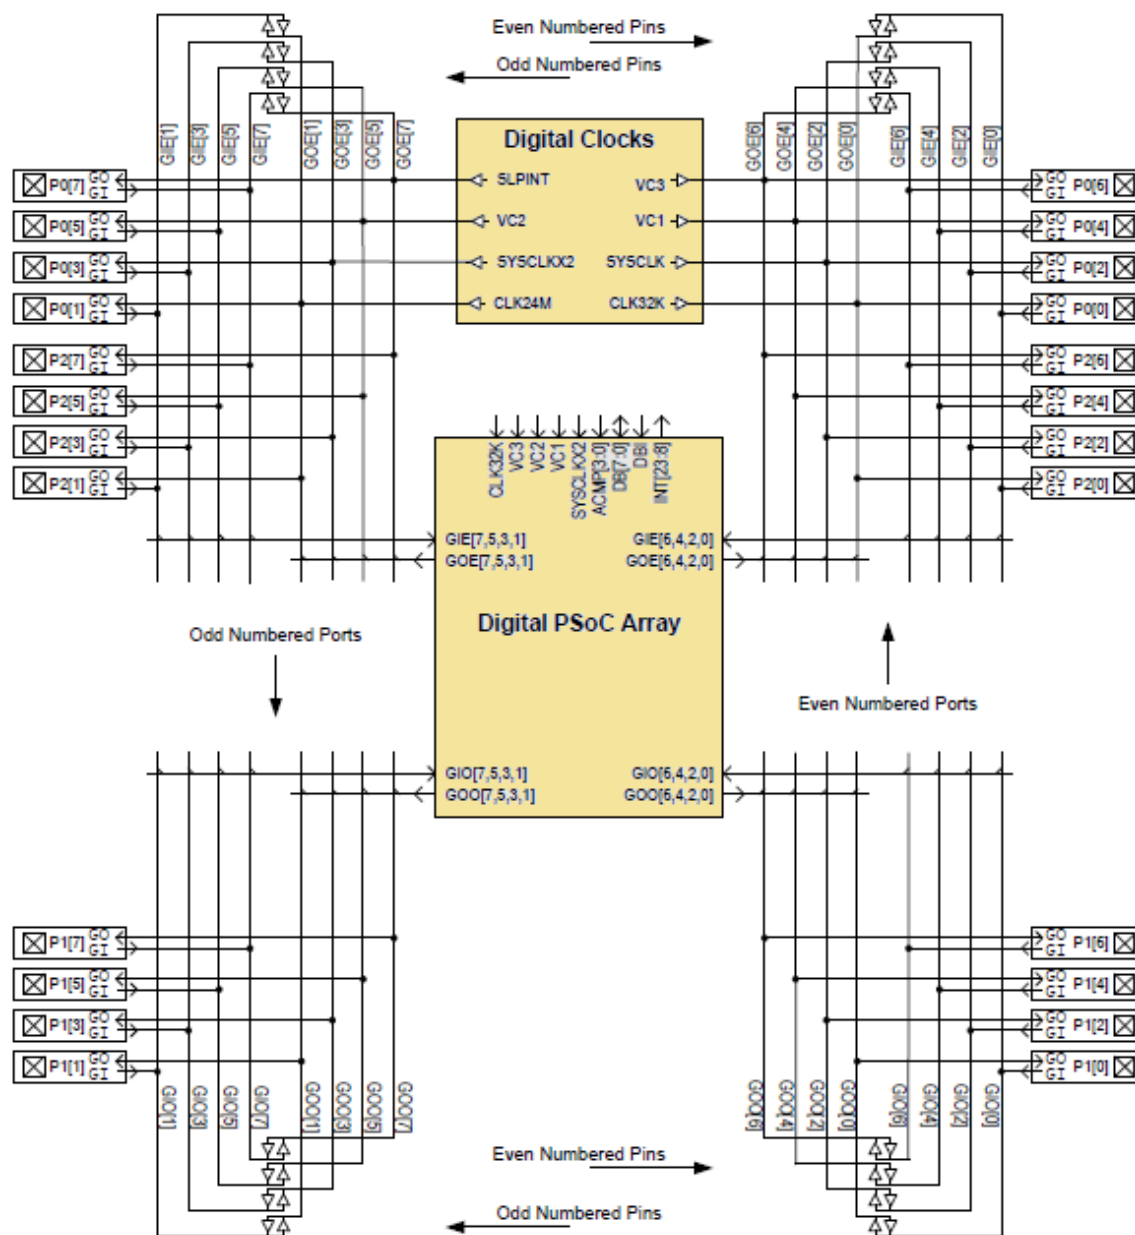 Even Numbered Pins
Odd Numbered Pins
GIE[1]
GIE[3]
GIE[5]
GIE[7]
GOE[1]
GOE[3]
GOE[5]
GOE[7]
Digital Clocks
SLPINT
VC3
VC2
VC1
SYSCLKX2
SYSCLK
CLK24M
CLK32K
GOE[6]
GOE[4]
GOE[2]
GOE[0]
GIE[6]
GIE[4]
GIE[2]
GIE[0]
P0[7] GO GI
P0[5] GO GI
P0[3] GO GI
P0[1] GO GI
P2[7] GO GI
P2[5] GO GI
P2[3] GO GI
P2[1] GO GI
GO GI P0[6]
GO GI P0[4]
GO GI P0[2]
GO GI P0[0]
GO GI P2[6]
GO GI P2[4]
GO GI P2[2]
GO GI P2[0]
CLK32K
VC3
VC2
VC1
SYSCLKX2
ACMP[3:0]
DB[7:0]
DBI
INT[23:8]
GIE[7,5,3,1]
GIE[6,4,2,0]
GOE[7,5,3,1]
GOE[6,4,2,0]
Digital PSoC Array
Odd Numbered Ports
Even Numbered Ports
GIO[7,5,3,1]
GIO[6,4,2,0]
GOO[7,5,3,1]
GOO[6,4,2,0]
P1[7] GO GI
P1[5] GO GI
P1[3] GO GI
P1[1] GO GI
GO GI P1[6]
GO GI P1[4]
GO GI P1[2]
GO GI P1[0]
GIO[1]
GIO[3]
GIO[5]
GIO[7]
GOO[1]
GOO[3]
GOO[5]
GOO[7]
GOO[6]
GOO[4]
GOO[2]
GOO[0]
GIO[6]
GIO[4]
GIO[2]
GIO[0]
Even Numbered Pins
Odd Numbered Pins